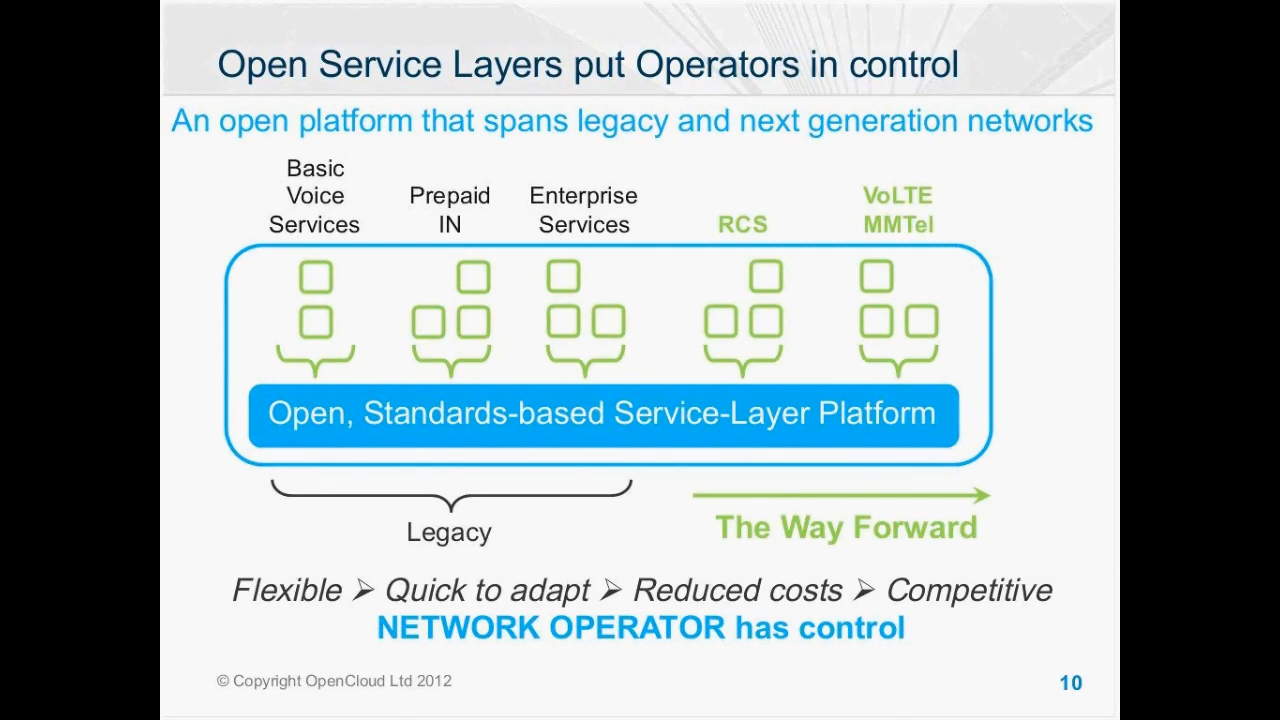 Open Service Layers put Operators in control
An open platform that spans legacy and next generation networks
Basic
Voice
Services
Prepaid
IN
Enterprise
Services
RCS
VoLTE
MMTel
Open, Standards-based Service-Layer Platform
Legacy
The Way Forward
Flexible ➢ Quick to adapt ➢ Reduced costs ➢ Competitive
NETWORK OPERATOR has control
© Copyright OpenCloud Ltd 2012
10